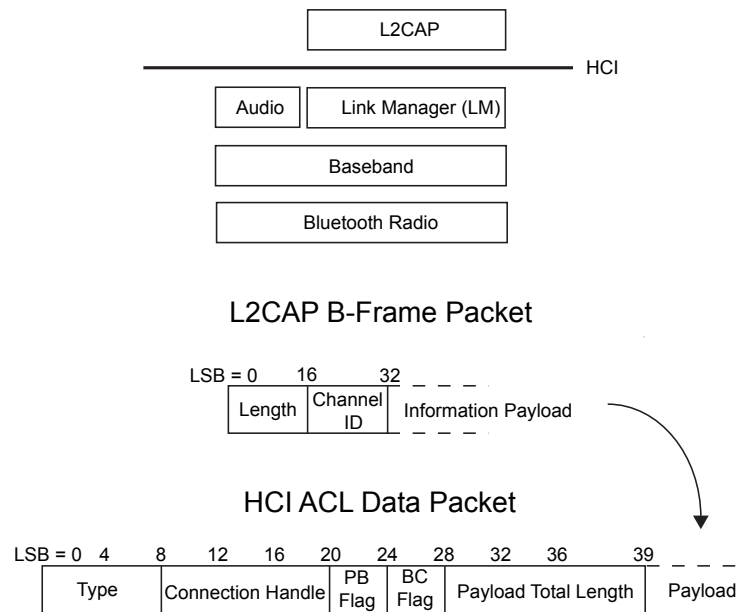 L2CAP
HCI
Audio
Link Manager (LM)
Baseband
Bluetooth Radio
L2CAP B-Frame Packet
LSB = 0 16 32
Length
Channel
ID
Information Payload
HCI ACL Data Packet
LSB = 0 4 8 12 16 20 24 28 32 36 39
Type
Connection Handle
PB
Flag
BC
Flag
Payload Total Length
Payload